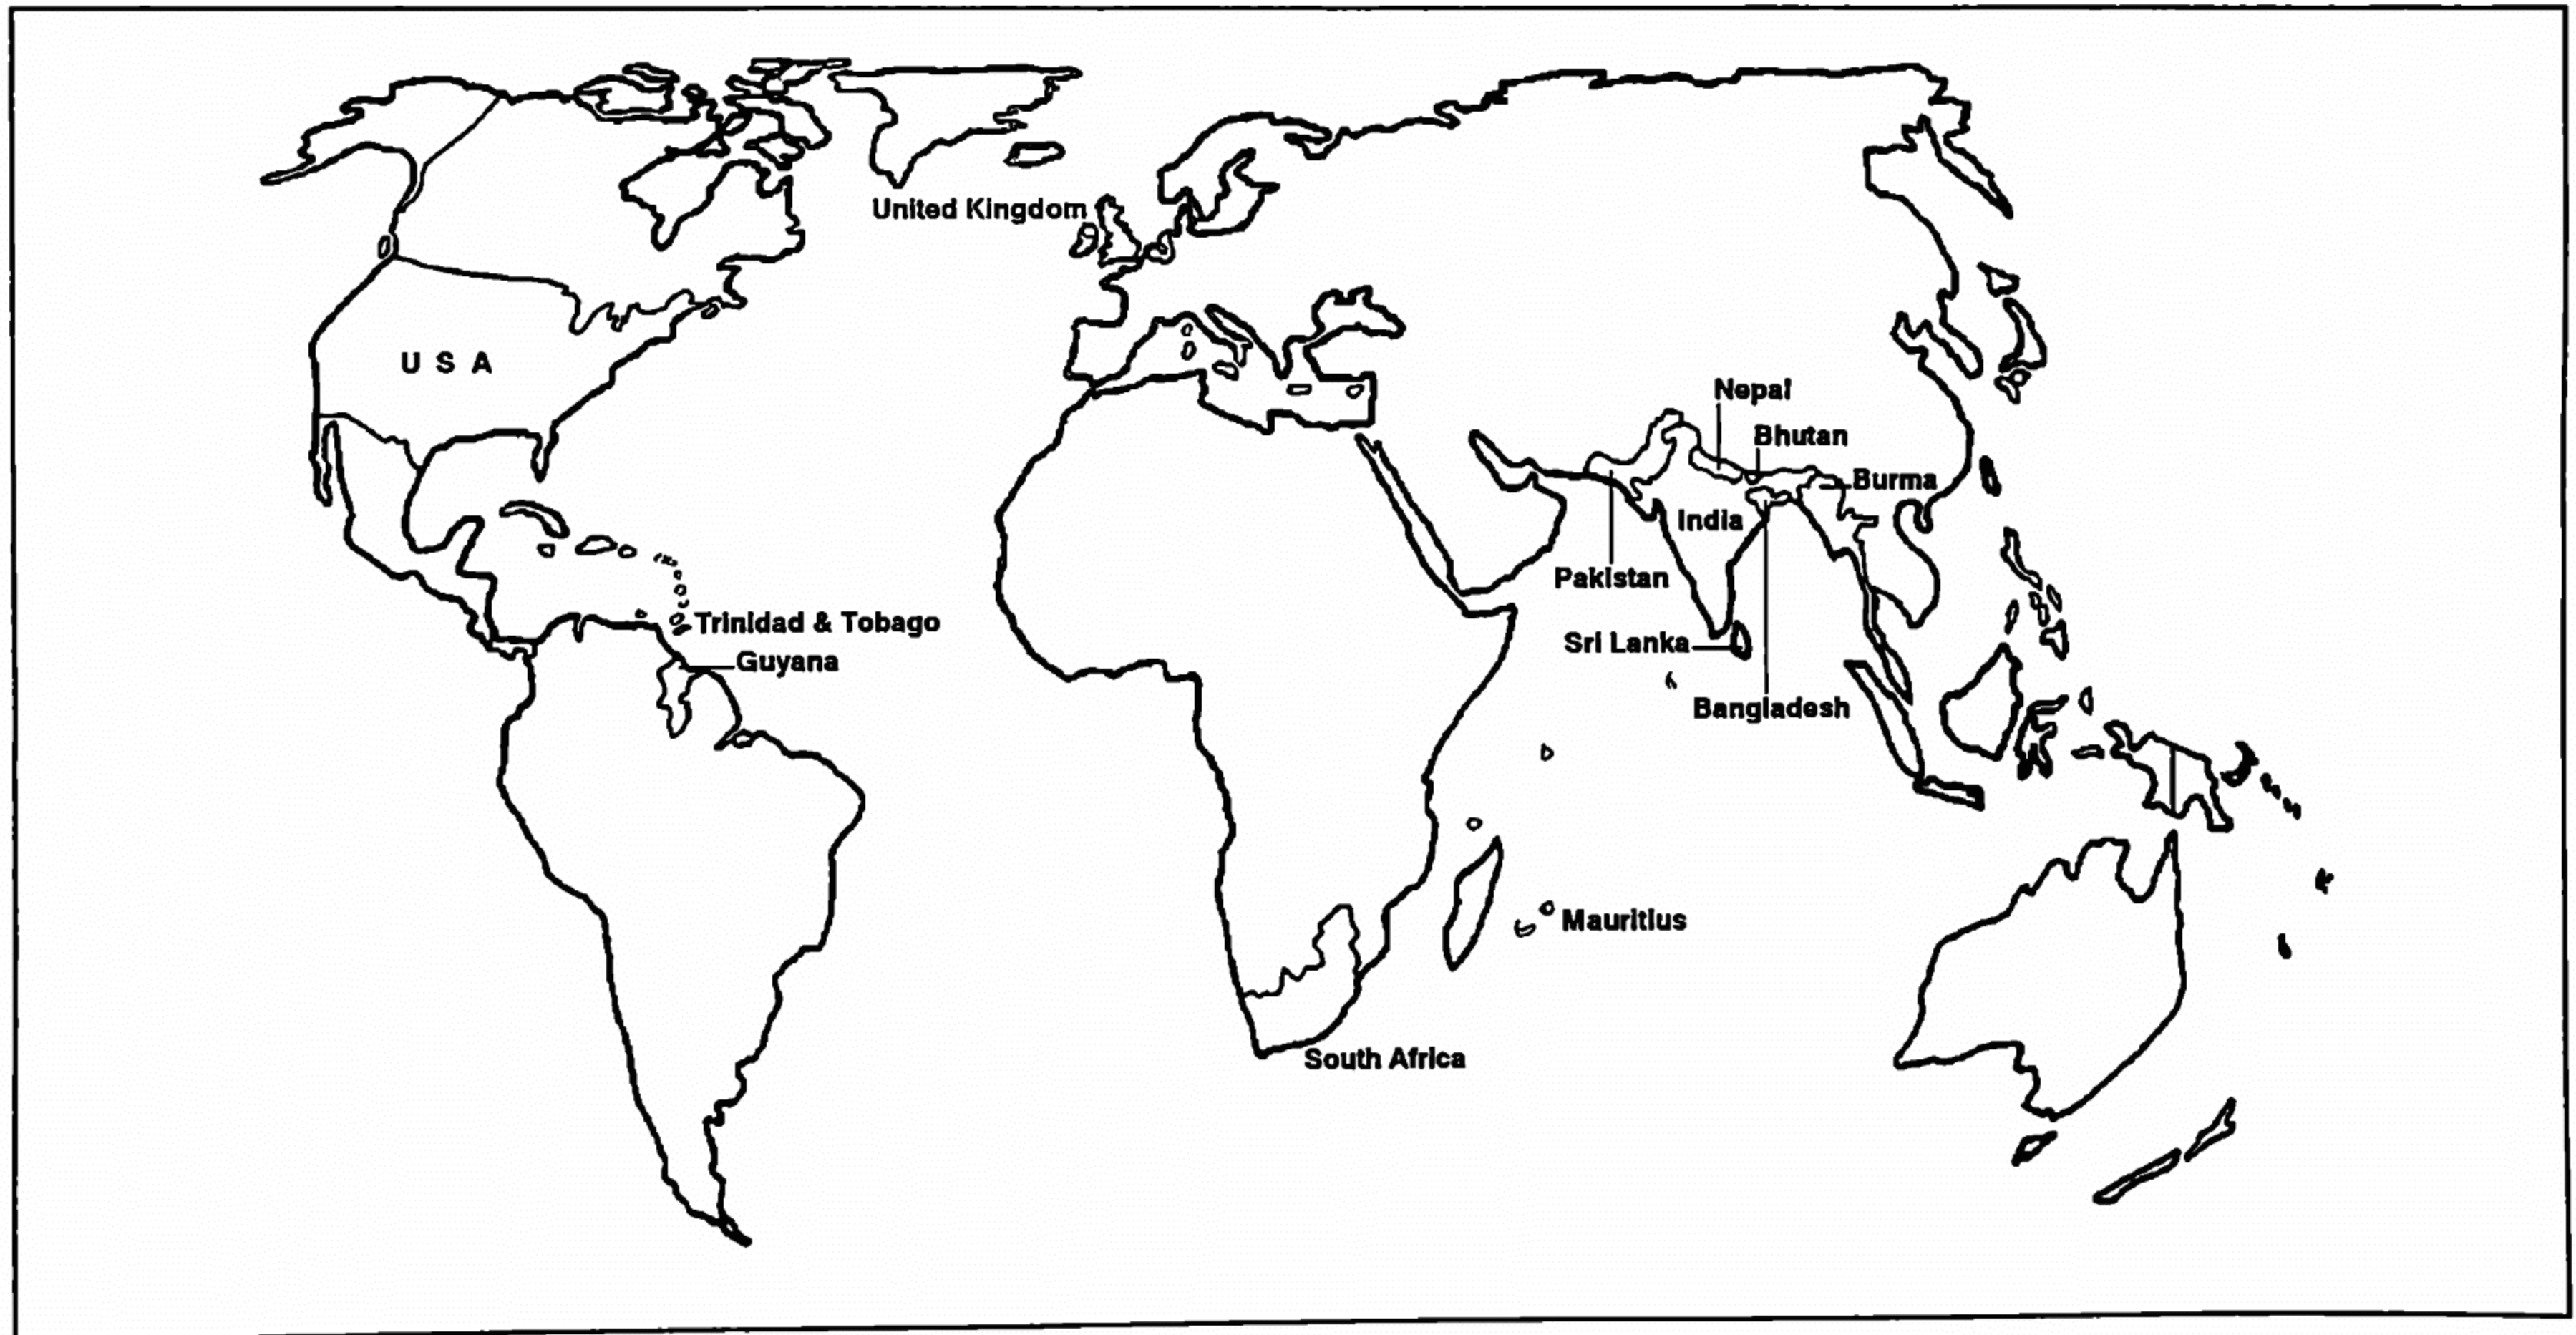 United Kingdom
U S A
Nepal
Bhutan
Burma
India
Pakistan
Trinidad & Tobago
Sri Lanka
Guyana
Bangladesh
Mauritius
South Africa